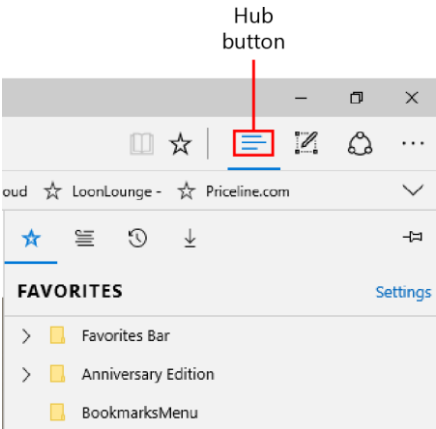 Hub
button
oud LoonLounge - Priceline.com
FAVORITES Settings
Favorites Bar
Anniversary Edition
BookmarksMenu